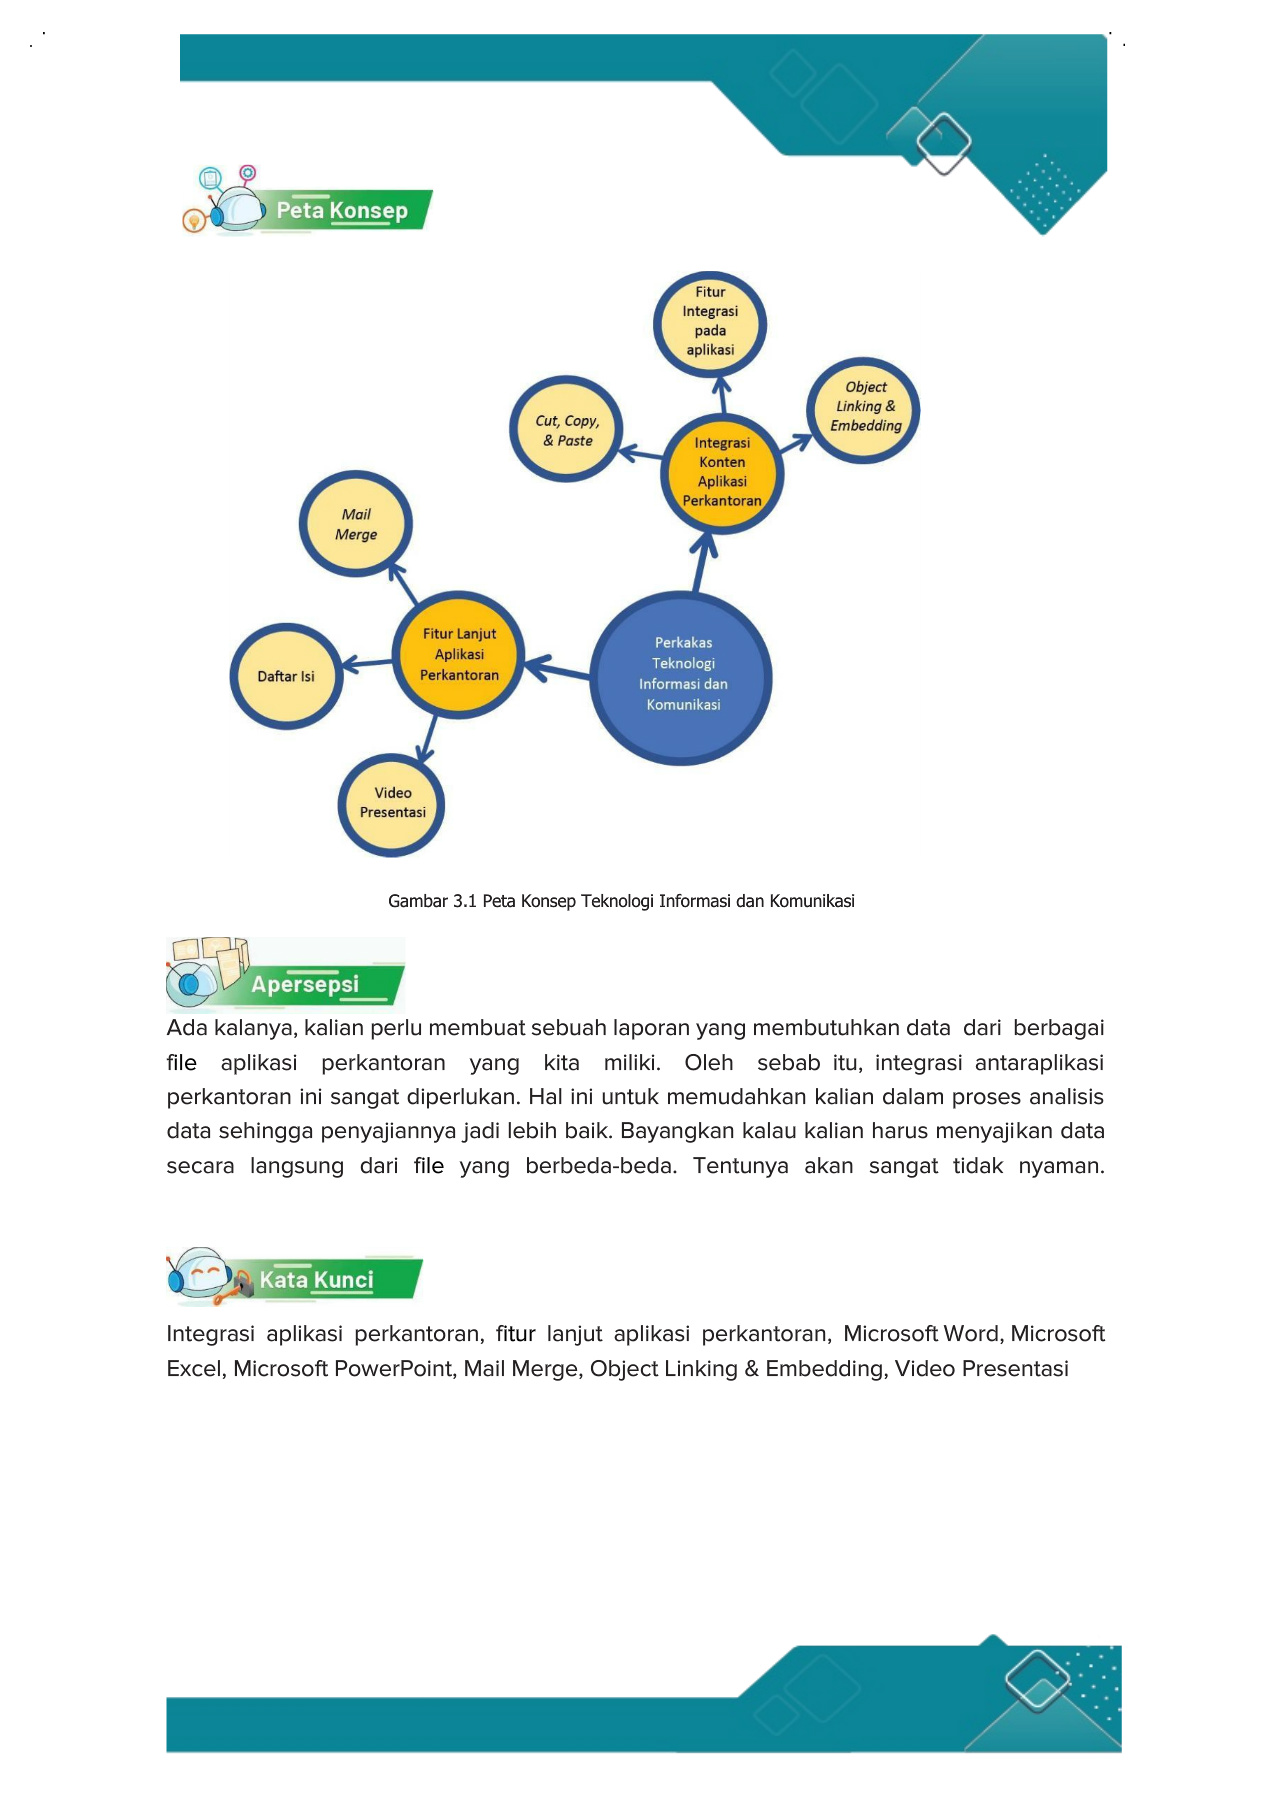 Peta Konsep
Fitur
Integrasi
pada
aplikasi
Object
Linking &
Embedding
Cut, Copy,
& Paste
Integrasi
Konten
Aplikasi
Perkantoran
Mail
Merge
Fitur Lanjut
Aplikasi
Perkantoran
Perkakas
Teknologi
Informasi dan
Komunikasi
Daftar Isi
Video
Presentasi
Gambar 3.1 Peta Konsep Teknologi Informasi dan Komunikasi
Apersepsi
Ada kalanya, kalian perlu membuat sebuah laporan yang membutuhkan data dari berbagai
file aplikasi perkantoran yang kita miliki. Oleh sebab itu, integrasi antaraplikasi
perkantoran ini sangat diperlukan. Hal ini untuk memudahkan kalian dalam proses analisis
data sehingga penyajiannya jadi lebih baik. Bayangkan kalau kalian harus menyajikan data
secara langsung dari file yang berbeda-beda. Tentunya akan sangat tidak nyaman.
Kata Kunci
Integrasi aplikasi perkantoran, fitur lanjut aplikasi perkantoran, Microsoft Word, Microsoft
Excel, Microsoft PowerPoint, Mail Merge, Object Linking & Embedding, Video Presentasi